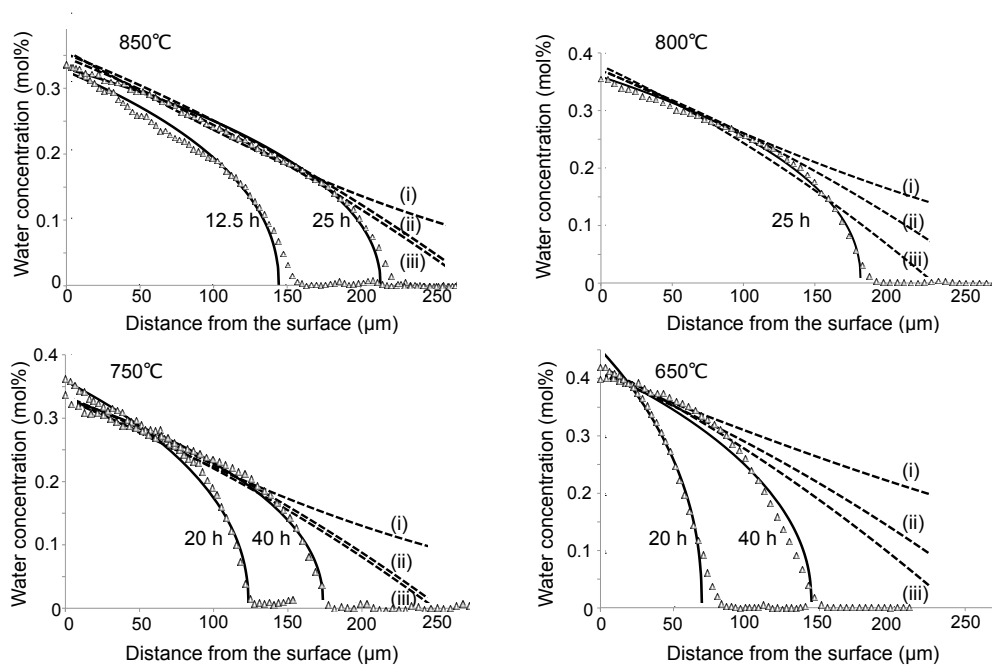 850℃
Water concentration (mol%)
0.3
0.2
0.1
0
12.5 h
25 h
(i)
(ii)
(iii)
0
50
100
150
200
250
Distance from the surface (μm)
800℃
Water concentration (mol%)
0.4
0.3
0.2
0.1
0
25 h
(i)
(ii)
(iii)
0
50
100
150
200
250
Distance from the surface (μm)
750℃
Water concentration (mol%)
0.4
0.3
0.2
0.1
0
20 h
40 h
(i)
(ii)
(iii)
0
50
100
150
200
250
Distance from the surface (μm)
650℃
Water concentration (mol%)
0.4
0.3
0.2
0.1
0
20 h
40 h
(i)
(ii)
(iii)
0
50
100
150
200
250
Distance from the surface (μm)